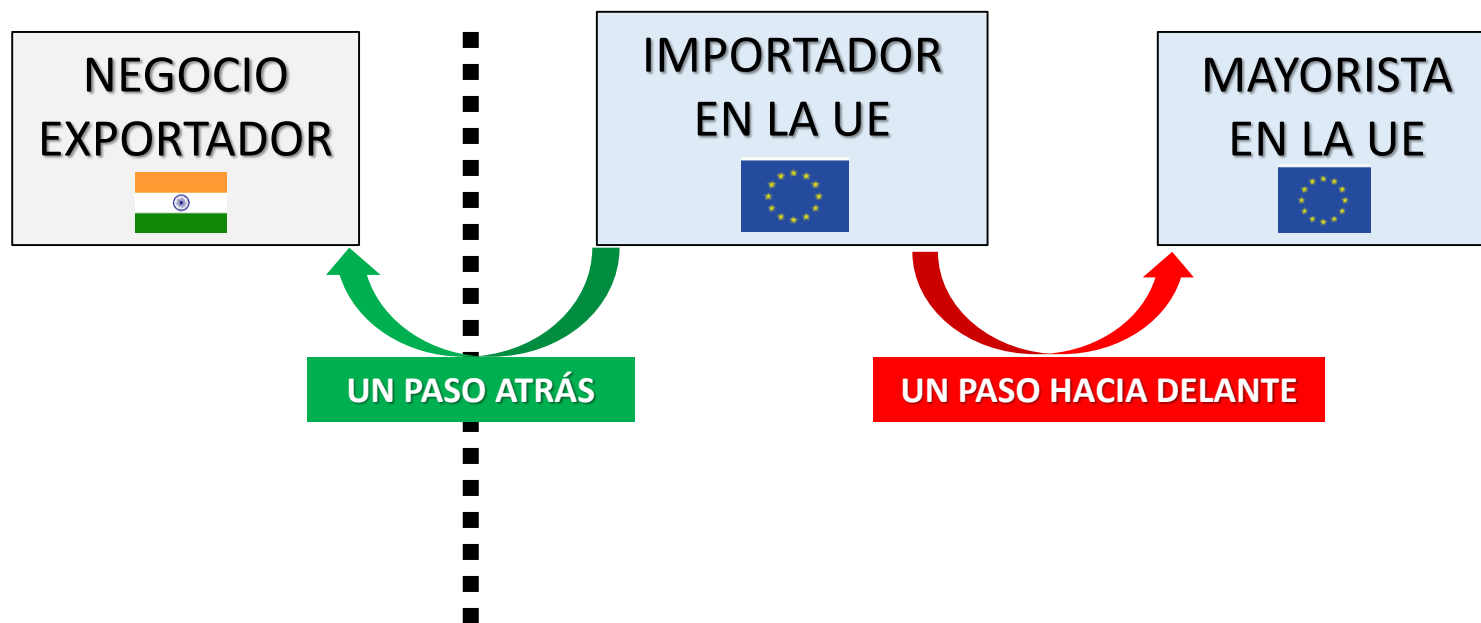 NEGOCIO
EXPORTADOR
IMPORTADOR
EN LA UE
MAYORISTA
EN LA UE
UN PASO ATRÁS
UN PASO HACIA DELANTE